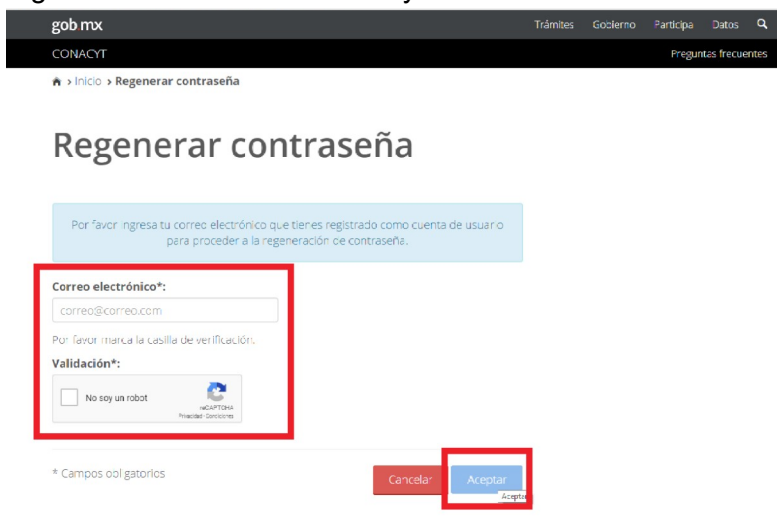 gob.mx Trámites Gobierno Participa Datos
CONACYT Preguntas frecuentes
> Inicio > Regenerar contraseña
Regenerar contraseña
Por favor ingresa tu correo electrónico que tienes registrado como cuenta de usuario
para proceder a la regeneración de contraseña.
Correo electrónico*:
correo@correo.com
Por favor marca la casilla de verificación.
Validación*:
No soy un robot
reCAPTCHA
Privacidad - Condiciones
* Campos obligatorios
Cancelar Aceptar
Aceptar